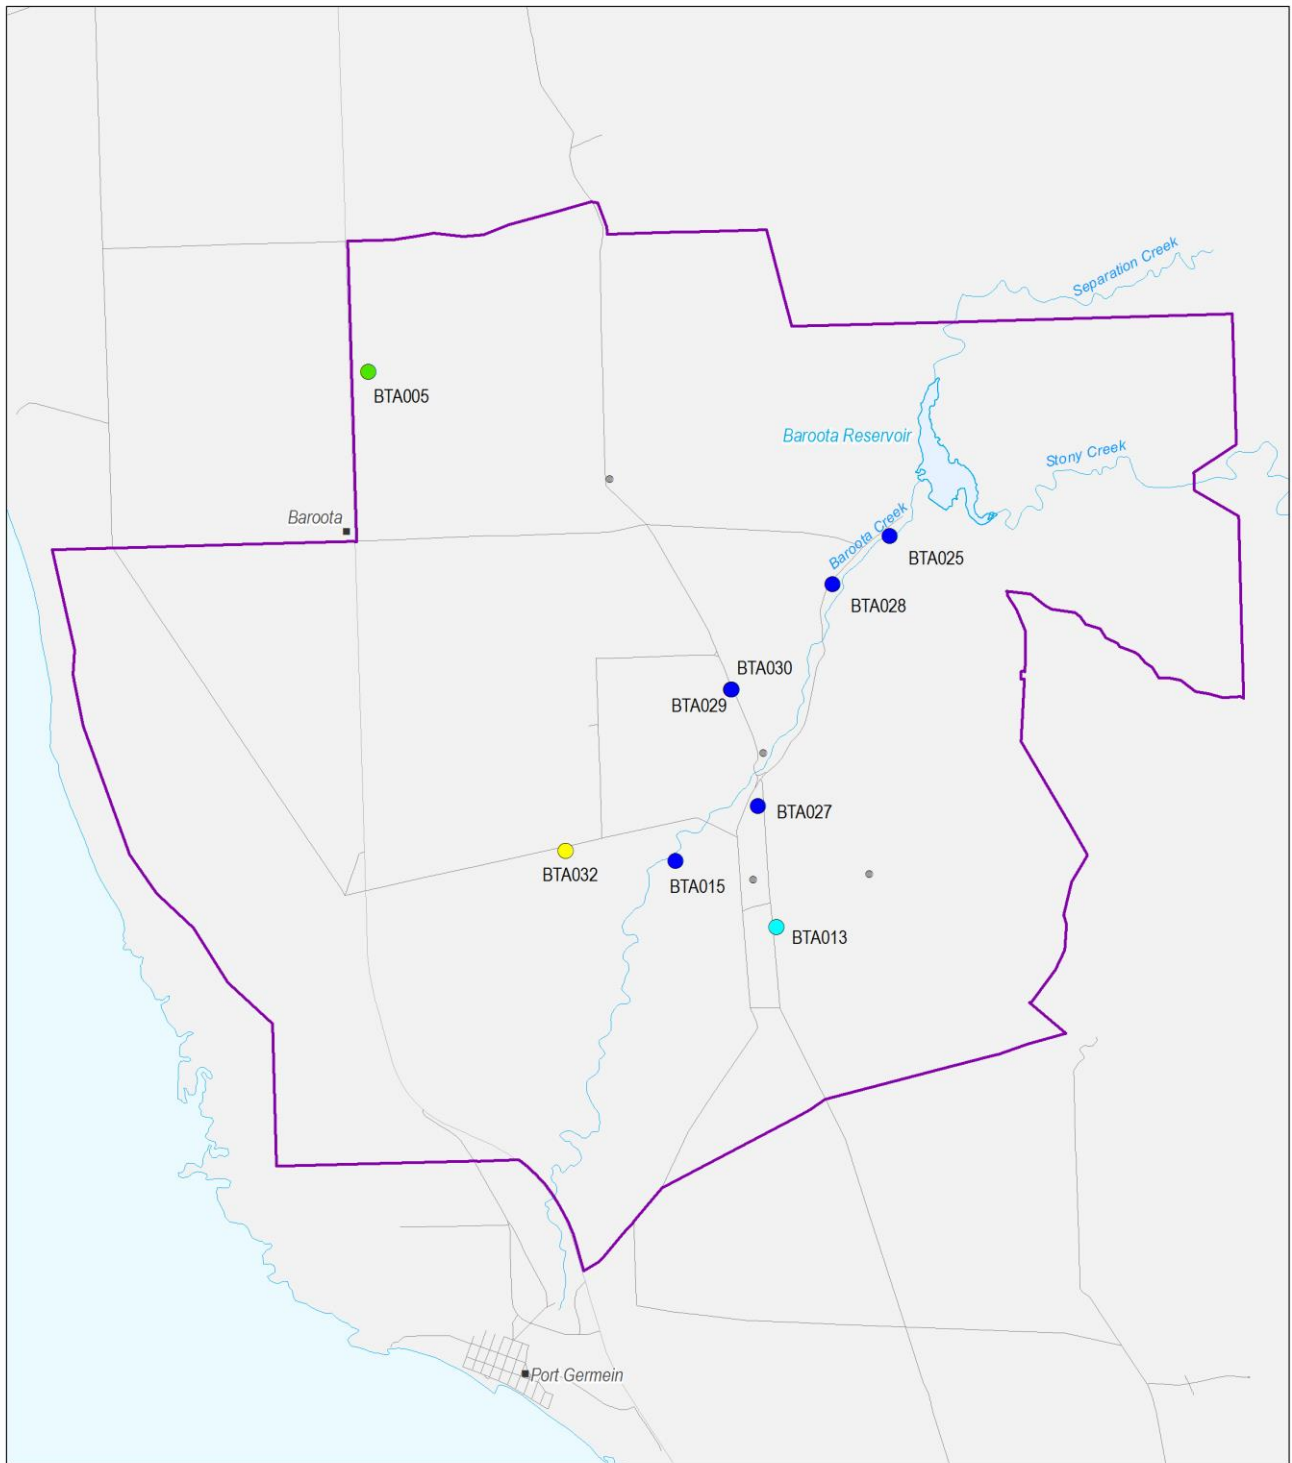 Separation Creek
BTA005
Baroota Reservoir
Stony Creek
Baroota
Baroota Creek
BTA025
BTA028
BTA030
BTA029
BTA027
BTA032
BTA015
BTA013
Port Germein